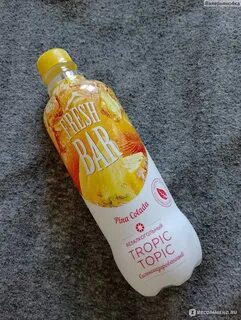 FRESH
BAR
Pina Colada
БЕЗАЛКОГОЛЬНЫЙ
TROPIC
TOPIC
Сильногазированный
IRECOMMEND.RU